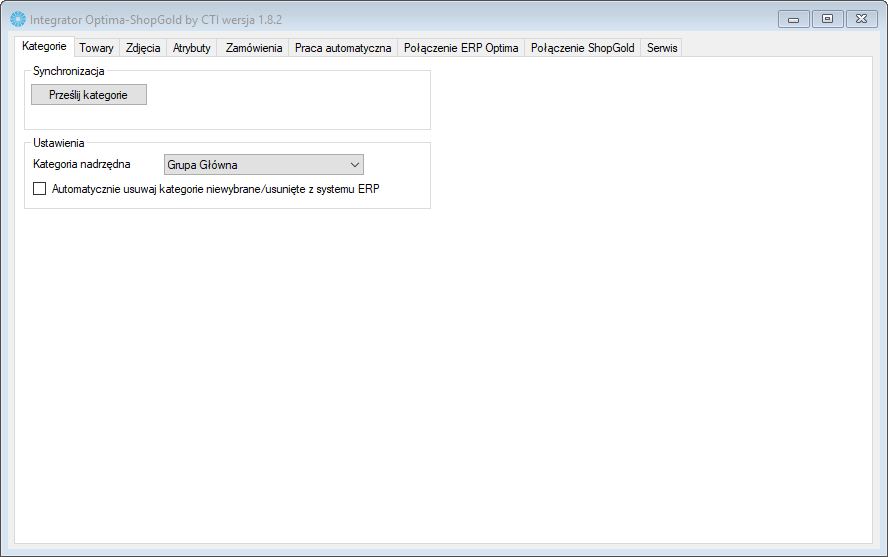 Integrator Optima-ShopGold by CTI wersja 1.8.2
Kategorie Towary Zdjęcia Atrybuty Zamówienia Praca automatyczna Połączenie ERP Optima Połączenie ShopGold Serwis
Synchronizacja
Prześlij kategorie
Ustawienia
Kategoria nadrzędna Grupa Główna
Automatycznie usuwaj kategorie niewybrane/usunięte z systemu ERP